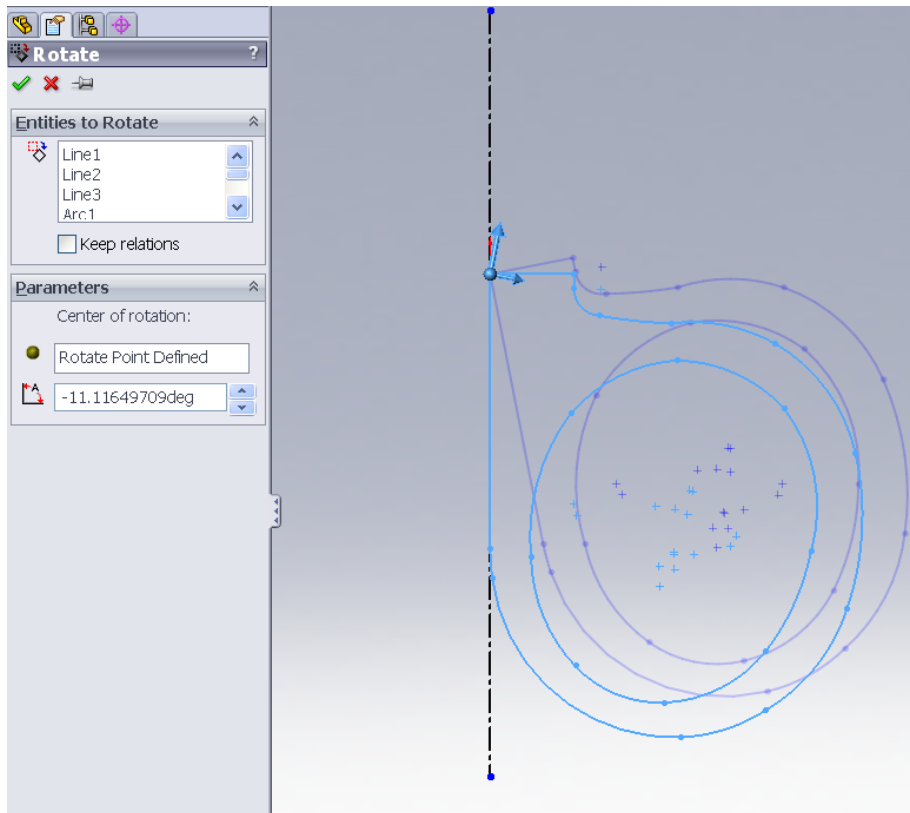 Rotate ?
Entities to Rotate
Line1
Line2
Line3
Arc1
Keep relations
Parameters
Center of rotation:
Rotate Point Defined
A
-11.11649709deg